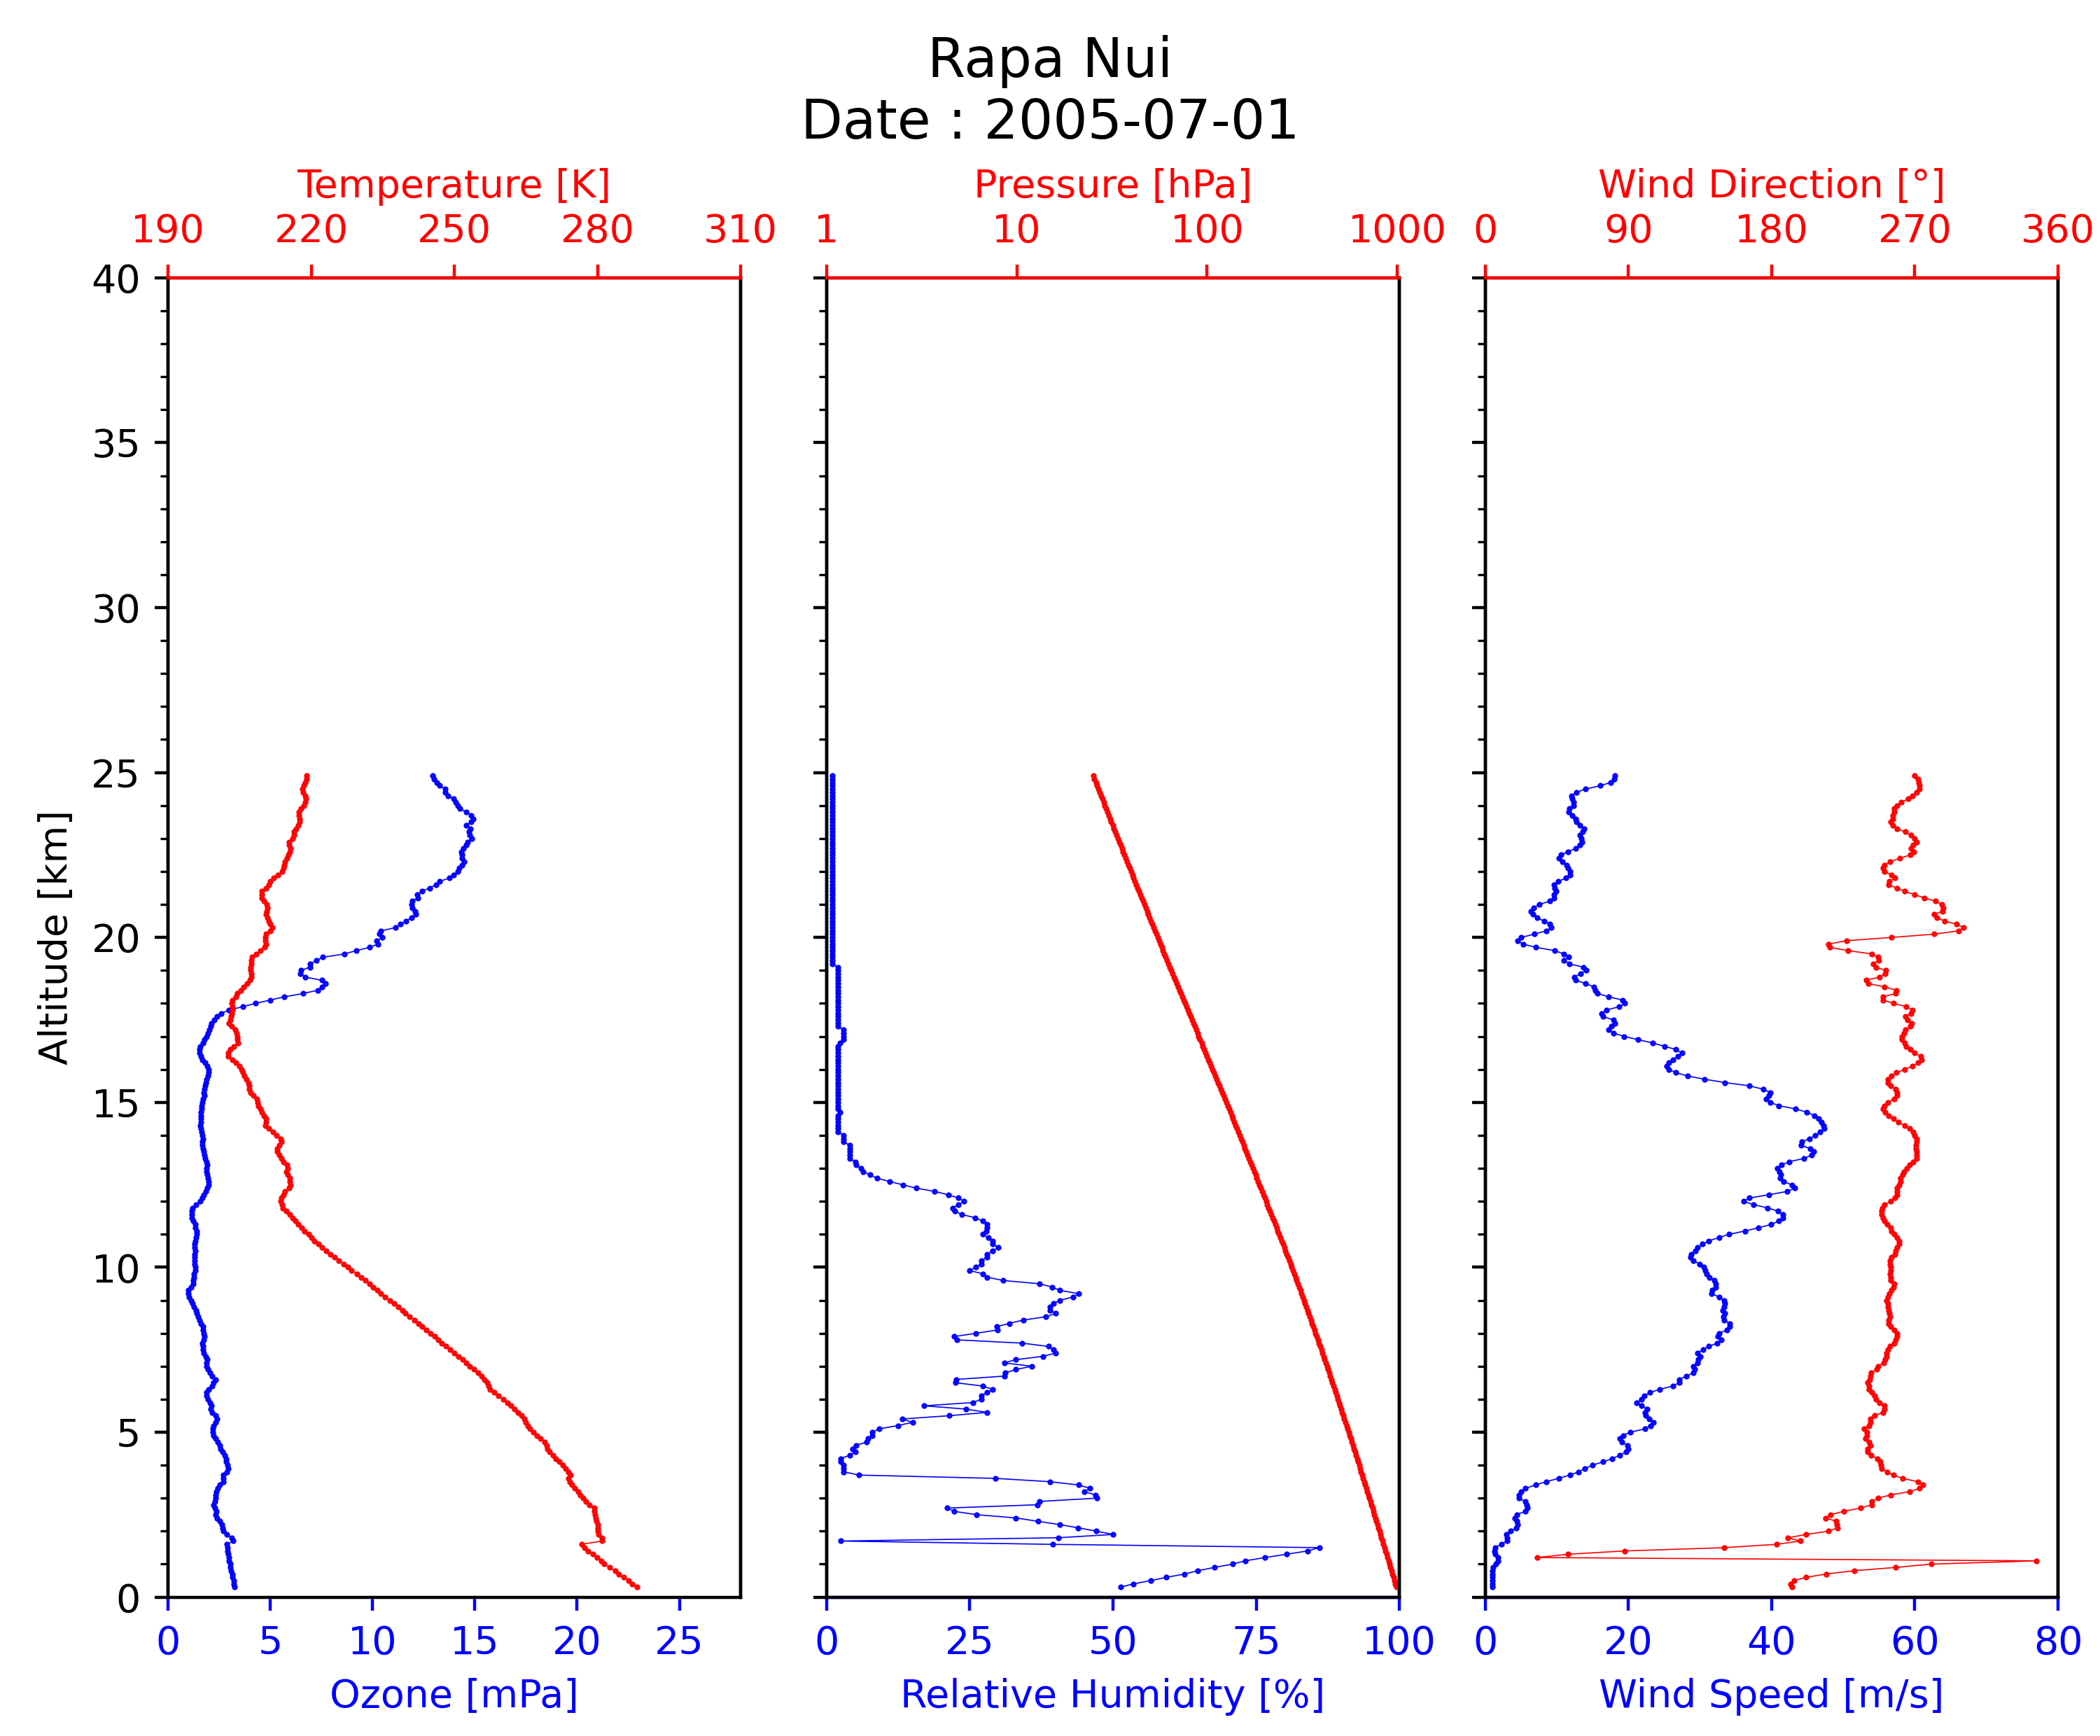 Rapa Nui
Date : 2005-07-01
Temperature [K]
190 220 250 280 310
Pressure [hPa]
1 10 100 1000
Wind Direction [°]
0 90 180 270 360
Altitude [km]
40
35
30
25
20
15
10
5
0
0 5 10 15 20 25
Ozone [mPa]
0 25 50 75 100
Relative Humidity [%]
0 20 40 60 80
Wind Speed [m/s]